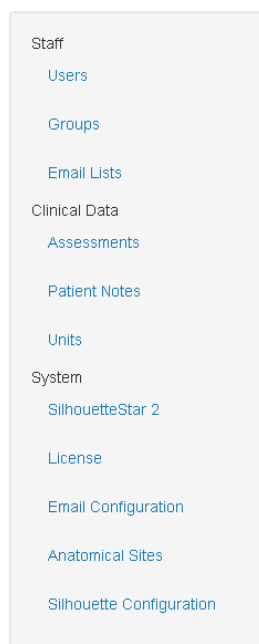 Staff
Users
Groups
Email Lists
Clinical Data
Assessments
Patient Notes
Units
System
SilhouetteStar 2
License
Email Configuration
Anatomical Sites
Silhouette Configuration